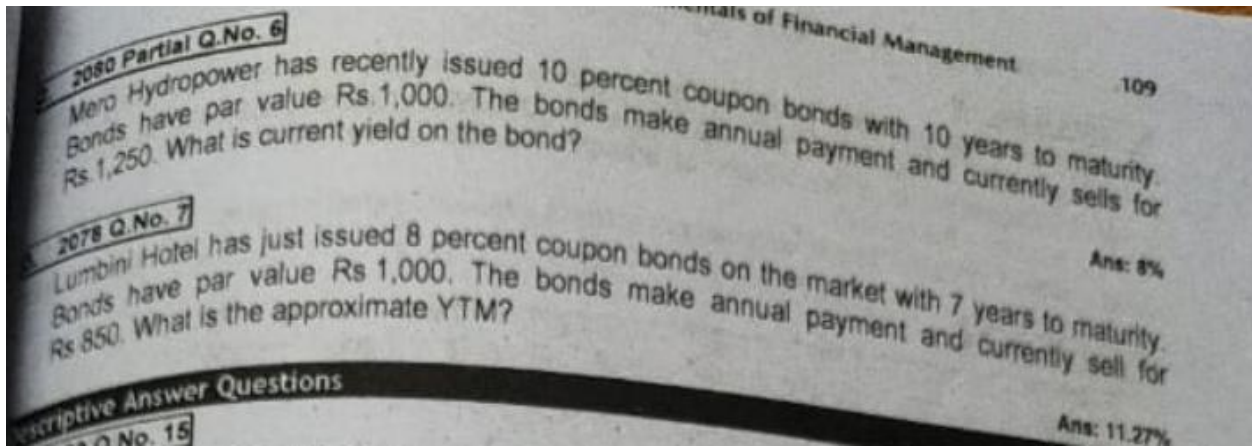 of Financial Management
109
2080 Partial Q.No. 6
Mero Hydropower has recently issued 10 percent coupon bonds with 10 years to maturity.
Bonds have par value Rs.1,000. The bonds make annual payment and currently sells for
Rs.1,250. What is current yield on the bond?
Ans: 8%
2078 Q.No. 7
Lumbini Hotel has just issued 8 percent coupon bonds on the market with 7 years to maturity.
Bonds have par value Rs 1,000. The bonds make annual payment and currently sell for
Rs 850. What is the approximate YTM?
Ans: 11.27%
Answer Questions
Q.No. 15